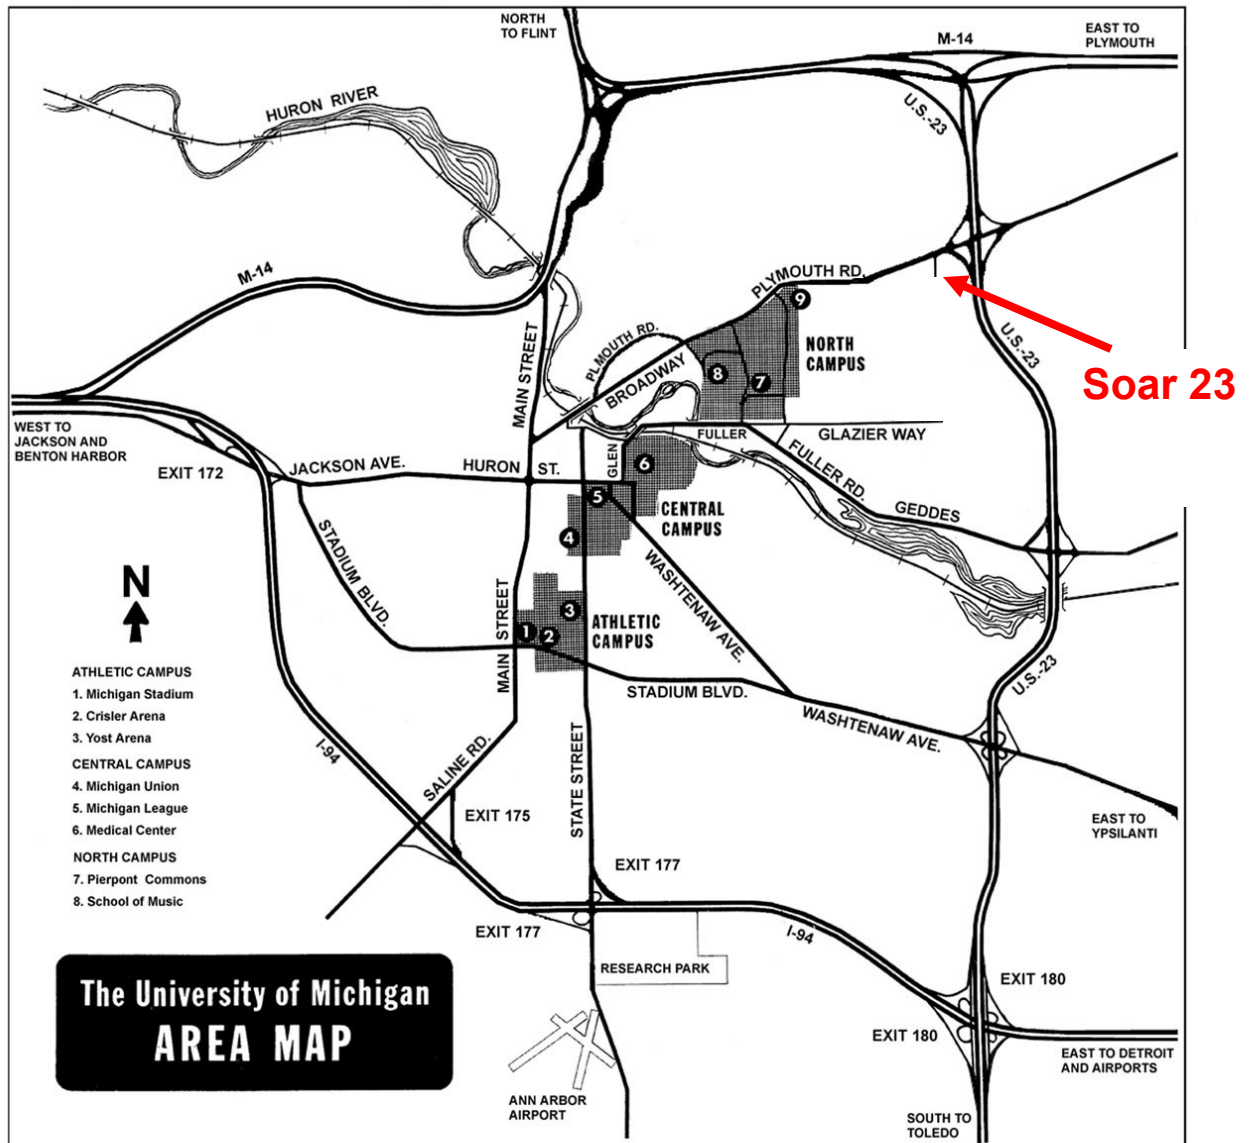 NORTH
TO FLINT
M-14
EAST TO
PLYMOUTH
HURON RIVER
U.S.-23
M-14
PLYMOUTH RD.
9
U.S.-23
Soar 23
MAIN STREET
PLMOUTH RD.
BROADWAY
NORTH
CAMPUS
8
7
WEST TO
JACKSON AND
BENTON HARBOR
EXIT 172
JACKSON AVE.
HURON ST.
GLEN
FULLER
GLAZIER WAY
6
FULLER RD.
GEDDES
5
CENTRAL
CAMPUS
4
STADIUM BLVD.
WASHTENAW AVE.
N
MAIN STREET
3
1
2
ATHLETIC
CAMPUS
STADIUM BLVD.
WASHTENAW AVE.
U.S.-23
ATHLETIC CAMPUS
1. Michigan Stadium
2. Crisler Arena
3. Yost Arena
CENTRAL CAMPUS
4. Michigan Union
5. Michigan League
6. Medical Center
NORTH CAMPUS
7. Pierpont Commons
8. School of Music
I-94
SALINE RD.
STATE STREET
EXIT 175
EAST TO
YPSILANTI
EXIT 177
EXIT 177
I-94
RESEARCH PARK
EXIT 180
EXIT 180
The University of Michigan
AREA MAP
EAST TO DETROIT
AND AIRPORTS
ANN ARBOR
AIRPORT
SOUTH TO
TOLEDO